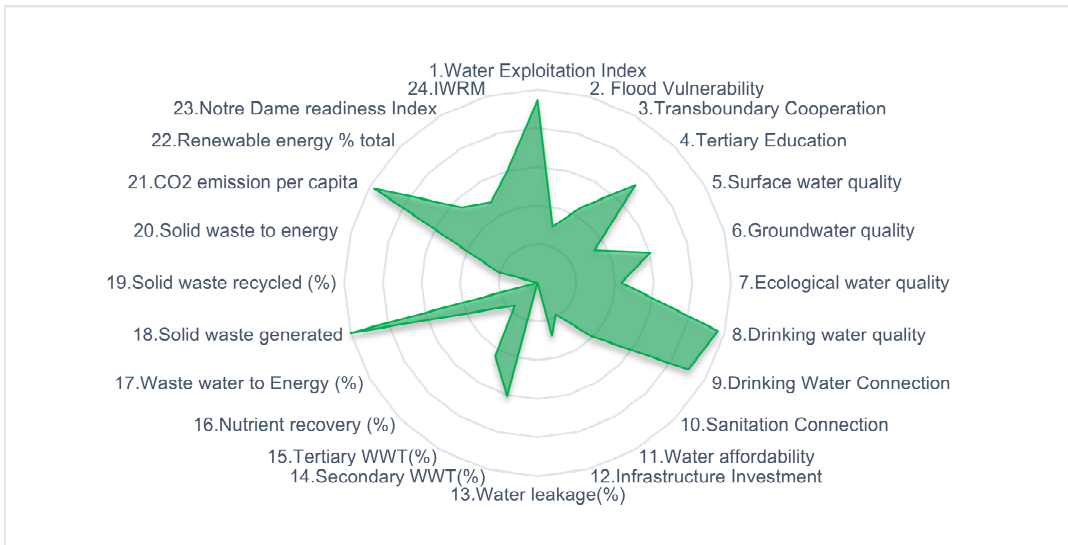 1.Water Exploitation Index
2. Flood Vulnerability
3.Transboundary Cooperation
4.Tertiary Education
5.Surface water quality
6.Groundwater quality
7.Ecological water quality
8.Drinking water quality
9.Drinking Water Connection
10.Sanitation Connection
11.Water affordability
12.Infrastructure Investment
13.Water leakage(%)
14.Secondary WWT(%)
15.Tertiary WWT(%)
16.Nutrient recovery (%)
17.Waste water to Energy (%)
18.Solid waste generated
19.Solid waste recycled (%)
20.Solid waste to energy
21.CO2 emission per capita
22.Renewable energy % total
23.Notre Dame readiness Index
24.IWRM